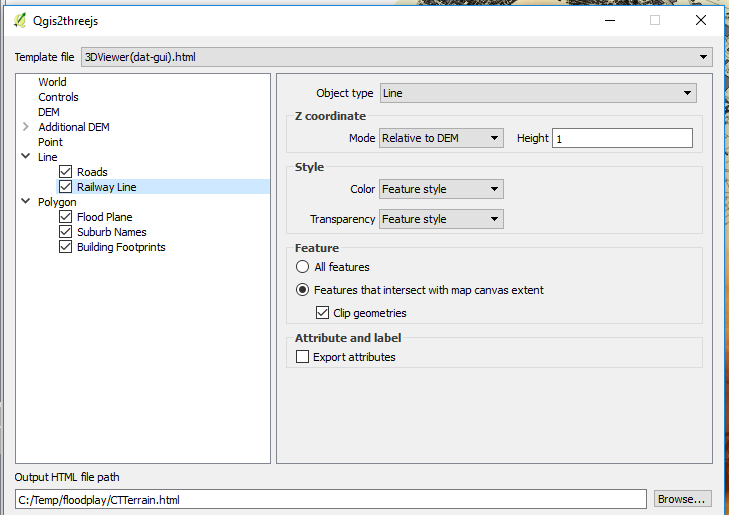 Qgis2threejs
Template file 3DViewer(dat-gui).html
World
Controls
DEM
Additional DEM
Point
Line
Roads
Railway Line
Polygon
Flood Plane
Suburb Names
Building Footprints
Object type Line
Z coordinate
Mode Relative to DEM Height 1
Style
Color Feature style
Transparency Feature style
Feature
All features
Features that intersect with map canvas extent
Clip geometries
Attribute and label
Export attributes
Output HTML file path
C:/Temp/floodplay/CTTerrain.html Browse...